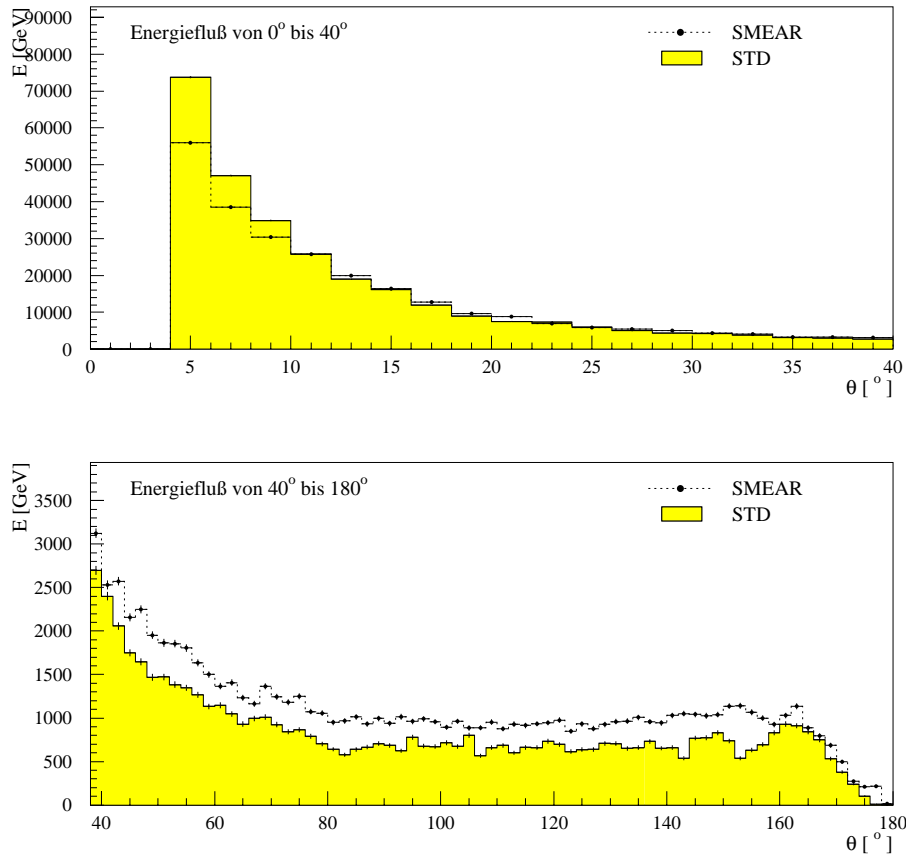 E [GeV]
90000
80000
70000
60000
50000
40000
30000
20000
10000
0
Energiefluß von 0° bis 40°
SMEAR
STD
0 5 10 15 20 25 30 35 40
θ [ ° ]
E [GeV]
3500
3000
2500
2000
1500
1000
500
0
Energiefluß von 40° bis 180°
SMEAR
STD
40 60 80 100 120 140 160 180
θ [ ° ]